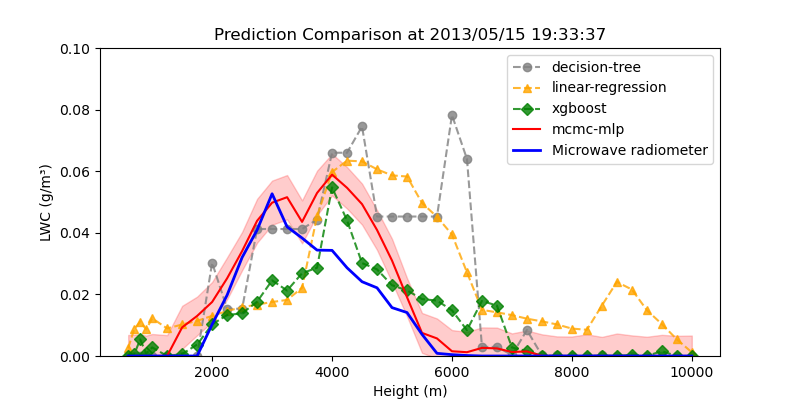 Prediction Comparison at 2013/05/15 19:33:37
0.10
0.08
0.06
0.04
0.02
0.00
LWC (g/m³)
decision-tree
linear-regression
xgboost
mcmc-mlp
Microwave radiometer
2000
4000
6000
8000
10000
Height (m)